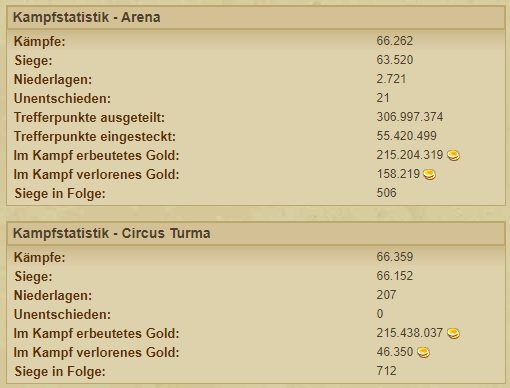 Kampfstatistik - Arena
Kämpfe: 66.262
Siege: 63.520
Niederlagen: 2.721
Unentschieden: 21
Trefferpunkte ausgeteilt: 306.997.374
Trefferpunkte eingesteckt: 55.420.499
Im Kampf erbeutetes Gold: 215.204.319
Im Kampf verlorenes Gold: 158.219
Siege in Folge: 506
Kampfstatistik - Circus Turma
Kämpfe: 66.359
Siege: 66.152
Niederlagen: 207
Unentschieden: 0
Im Kampf erbeutetes Gold: 215.438.037
Im Kampf verlorenes Gold: 46.350
Siege in Folge: 712